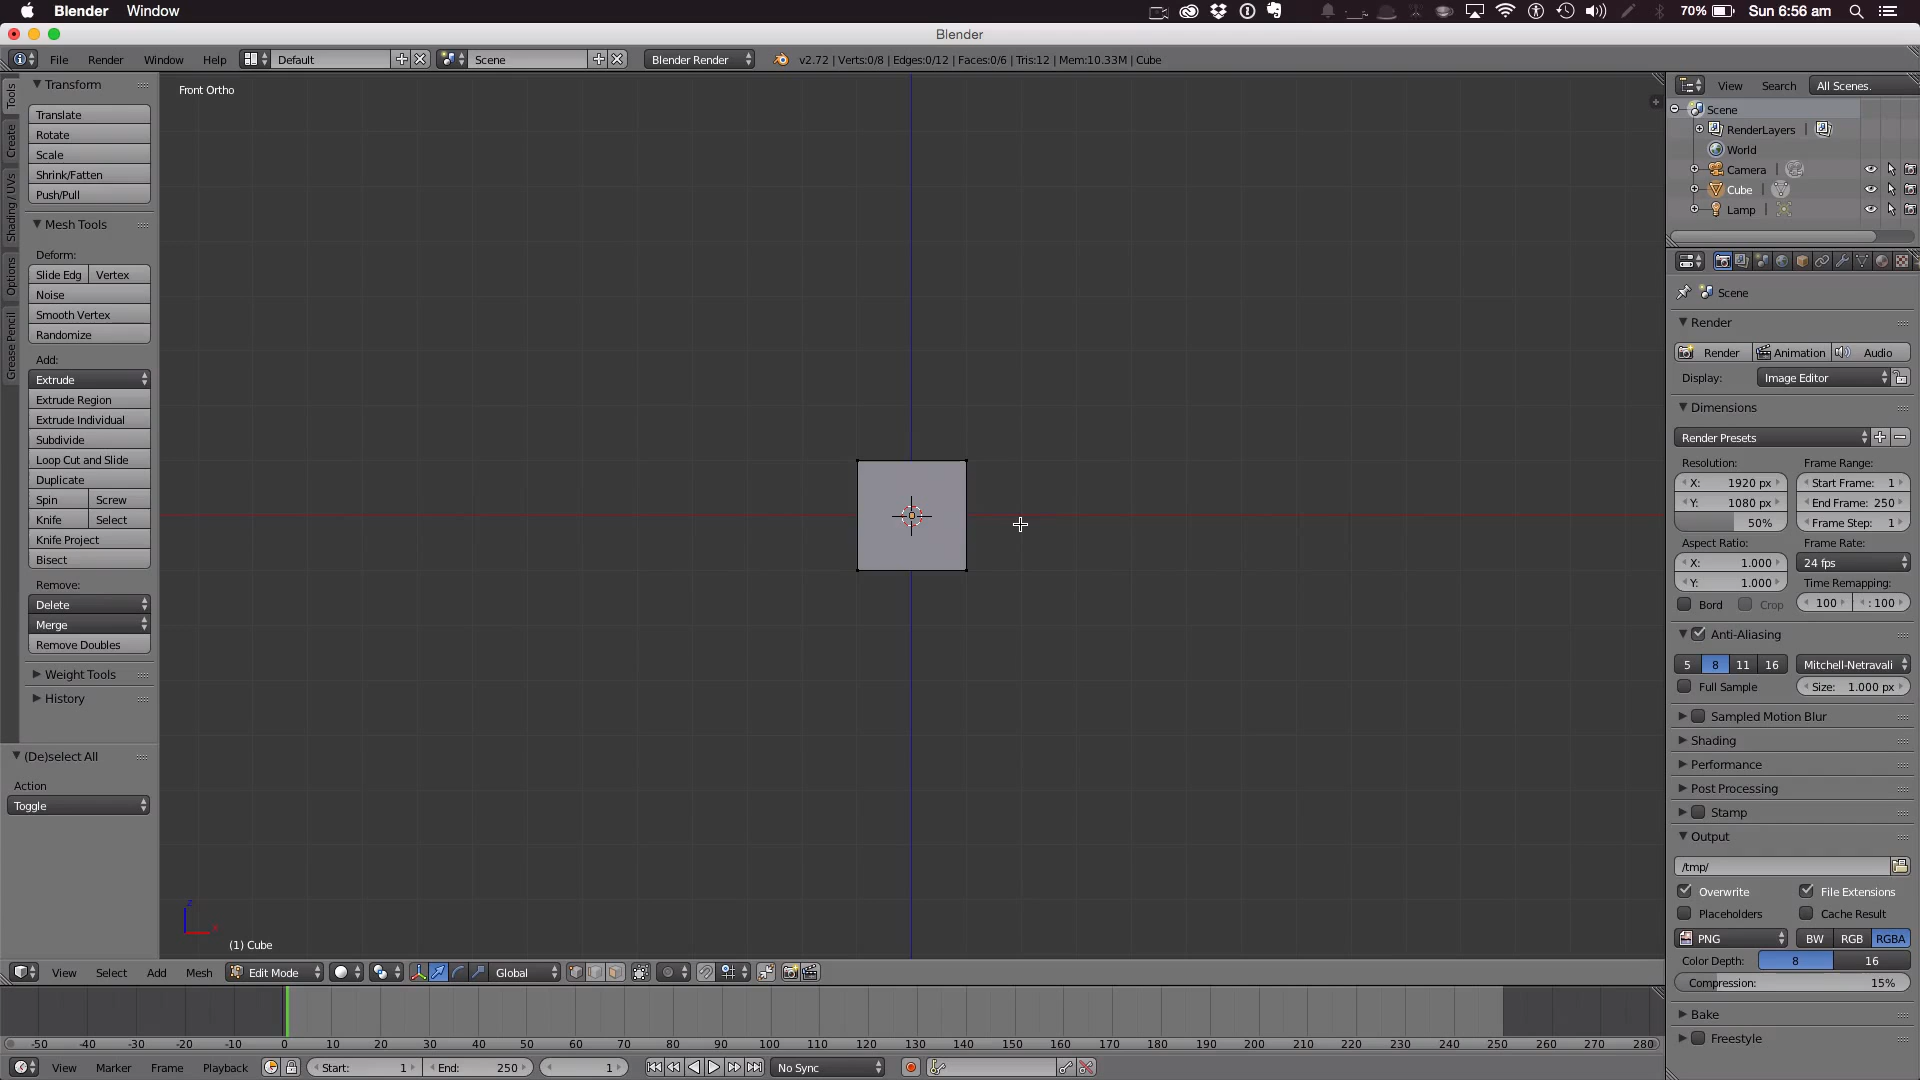 Blender Window 70% Sun 6:56 am
Blender
File Render Window Help Default Scene Blender Render v2.72 | Verts:0/8 | Edges:0/12 | Faces:0/6 | Tris:12 | Mem:10.33M | Cube
Tools
Create
Shading / UVs
Options
Grease Pencil
Transform
Translate
Rotate
Scale
Shrink/Fatten
Push/Pull
Mesh Tools
Deform:
Slide Edg Vertex
Noise
Smooth Vertex
Randomize
Add:
Extrude
Extrude Region
Extrude Individual
Subdivide
Loop Cut and Slide
Duplicate
Spin Screw
Knife Select
Knife Project
Bisect
Remove:
Delete
Merge
Remove Doubles
Weight Tools
History
(De)select All
Action
Toggle
Front Ortho
z
x
(1) Cube
View Select Add Mesh Edit Mode Global
-50 -40 -30 -20 -10 0 10 20 30 40 50 60 70 80 90 100 110 120 130 140 150 160 170 180 190 200 210 220 230 240 250 260 270 280
View Marker Frame Playback Start: 1 End: 250 1 No Sync
View Search All Scenes.
Scene
RenderLayers |
World
Camera |
Cube |
Lamp |
Scene
Render
Render Animation Audio
Display: Image Editor
Dimensions
Render Presets
Resolution: Frame Range:
X: 1920 px Start Frame: 1
Y: 1080 px End Frame: 250
50% Frame Step: 1
Aspect Ratio: Frame Rate:
X: 1.000 24 fps
Y: 1.000 Time Remapping:
Bord Crop 100 : 100
Anti-Aliasing
5 8 11 16 Mitchell-Netravali
Full Sample Size: 1.000 px
Sampled Motion Blur
Shading
Performance
Post Processing
Stamp
Output
/tmp/
Overwrite File Extensions
Placeholders Cache Result
PNG BW RGB RGBA
Color Depth: 8 16
Compression: 15%
Bake
Freestyle